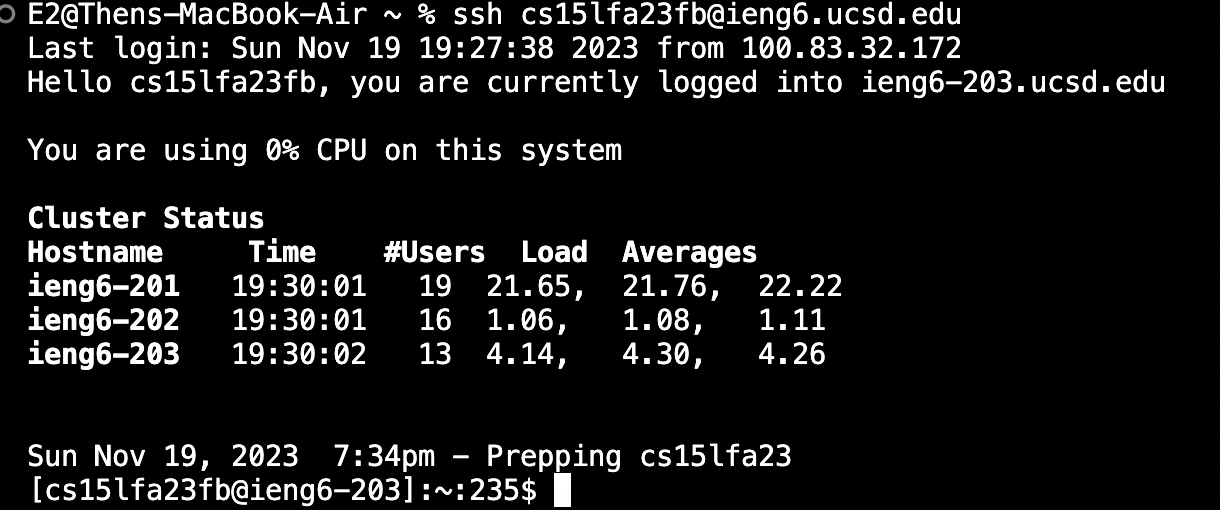 E2@Thens-MacBook-Air ~ % ssh cs15lfa23fb@ieng6.ucsd.edu
Last login: Sun Nov 19 19:27:38 2023 from 100.83.32.172
Hello cs15lfa23fb, you are currently logged into ieng6-203.ucsd.edu
You are using 0% CPU on this system
Cluster Status
Hostname     Time    #Users  Load  Averages
ieng6-201   19:30:01   19  21.65,  21.76,  22.22
ieng6-202   19:30:01   16  1.06,   1.08,   1.11
ieng6-203   19:30:02   13  4.14,   4.30,   4.26
Sun Nov 19, 2023  7:34pm - Prepping cs15lfa23
[cs15lfa23fb@ieng6-203]:~:235$